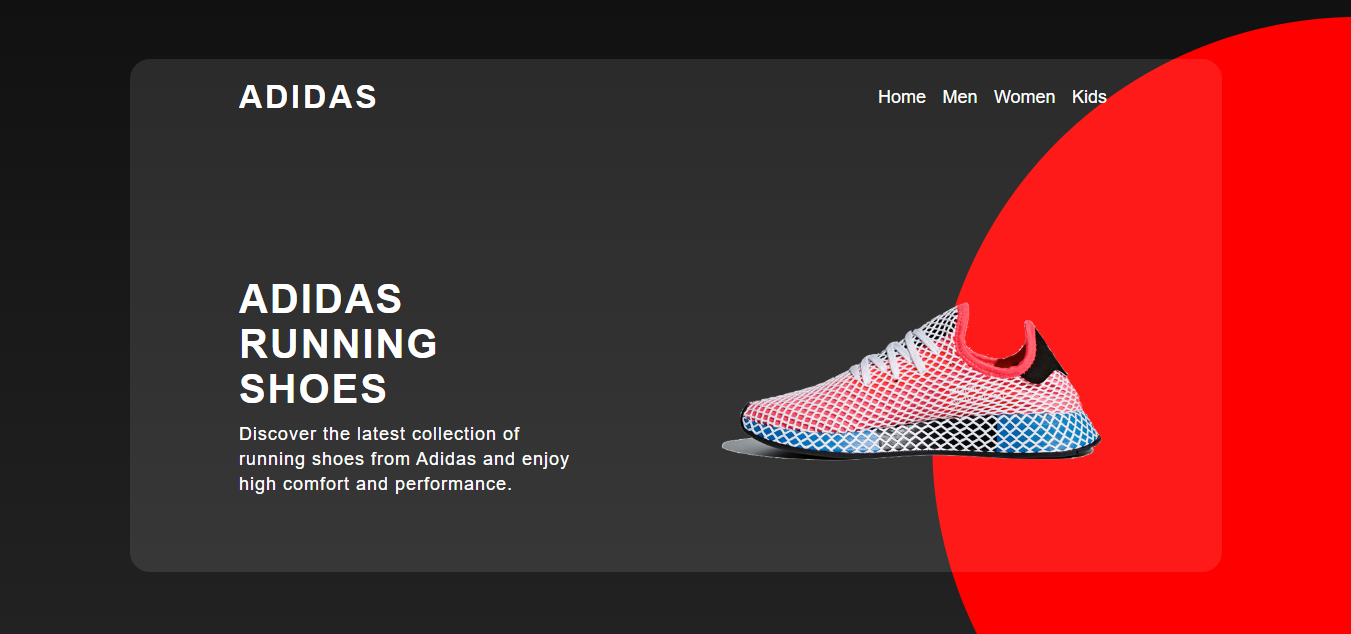 ADIDAS
Home Men Women Kids
ADIDAS
RUNNING
SHOES
Discover the latest collection of
running shoes from Adidas and enjoy
high comfort and performance.